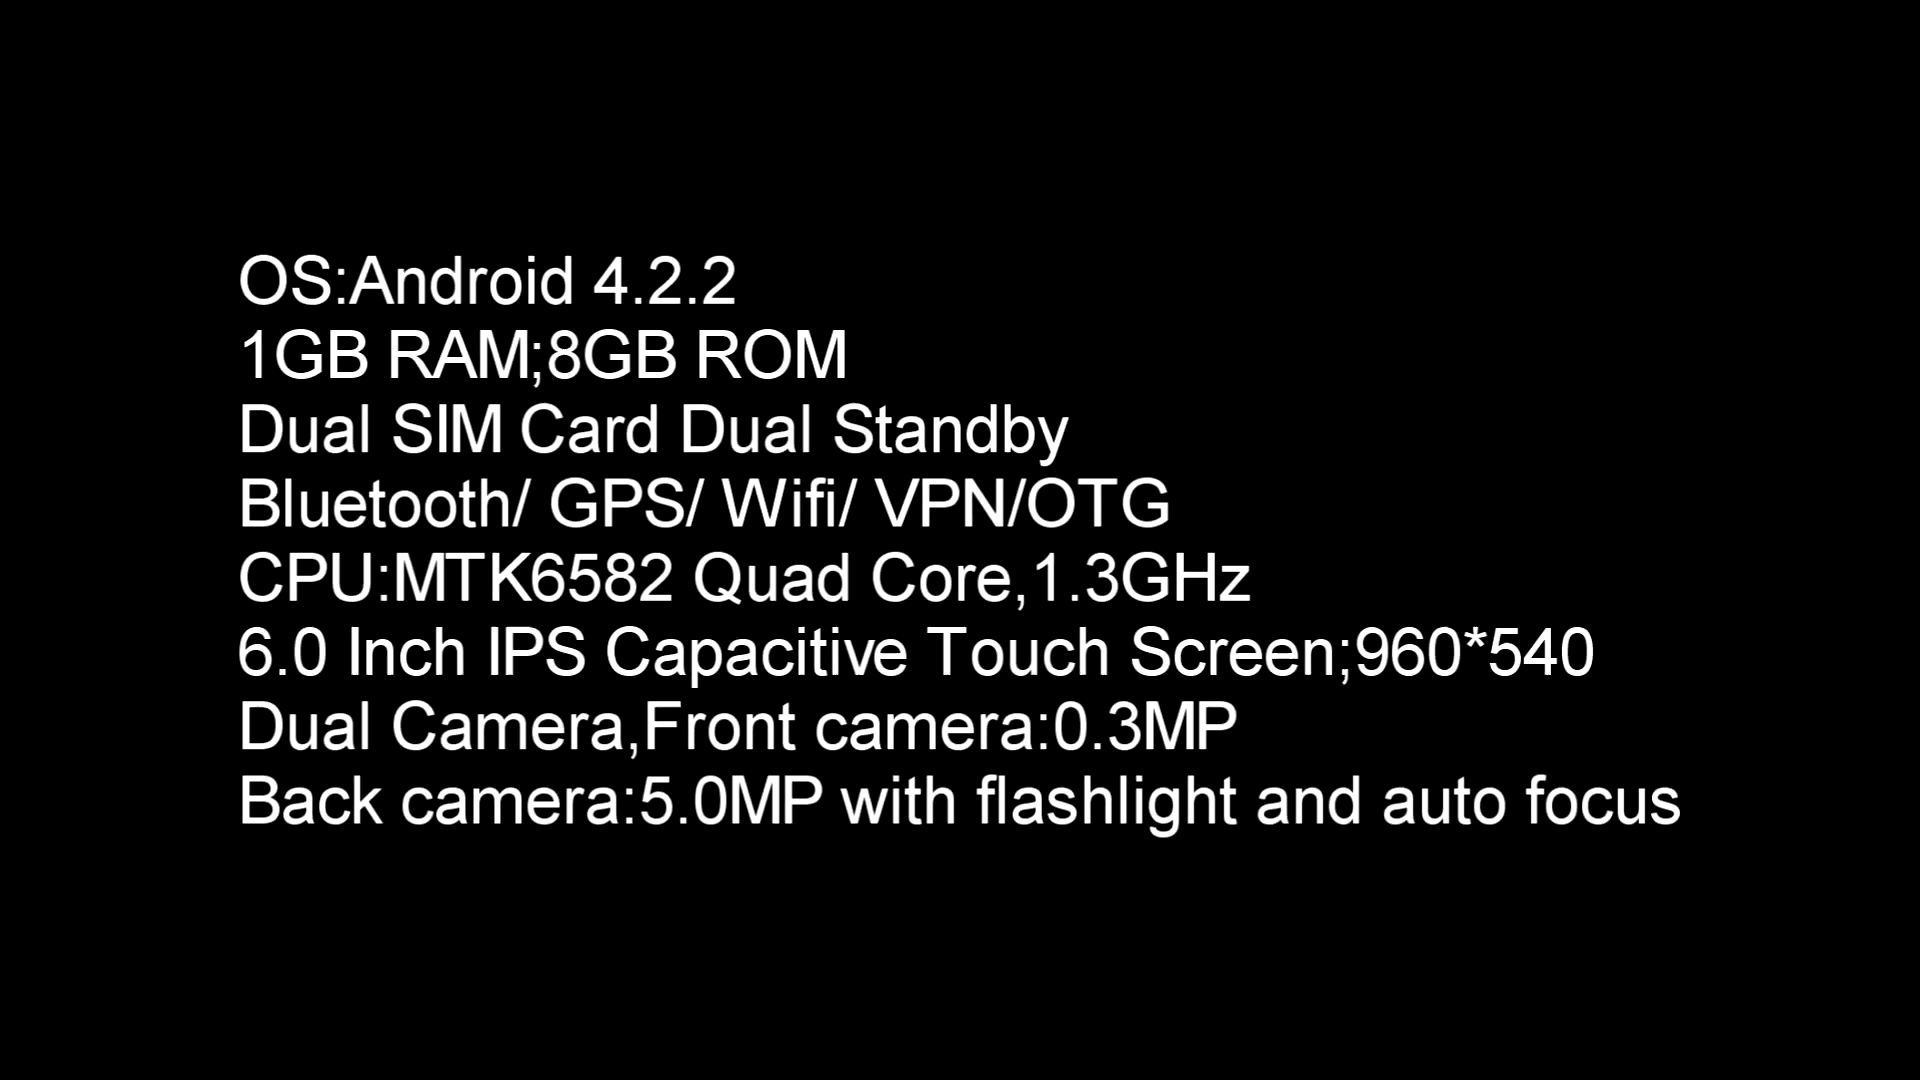 OS:Android 4.2.2
1GB RAM;8GB ROM
Dual SIM Card Dual Standby
Bluetooth/ GPS/ Wifi/ VPN/OTG
CPU:MTK6582 Quad Core,1.3GHz
6.0 Inch IPS Capacitive Touch Screen;960*540
Dual Camera,Front camera:0.3MP
Back camera:5.0MP with flashlight and auto focus